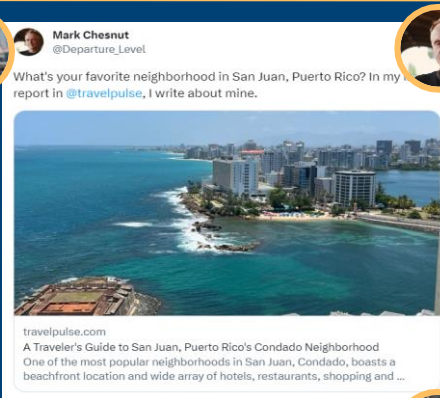 Mark Chesnut
@Departure_Level
What's your favorite neighborhood in San Juan, Puerto Rico? In my
report in @travelpulse, I write about mine.
travelpulse.com
A Traveler's Guide to San Juan, Puerto Rico's Condado Neighborhood
One of the most popular neighborhoods in San Juan, Condado, boasts a
beachfront location and wide array of hotels, restaurants, shopping and ...